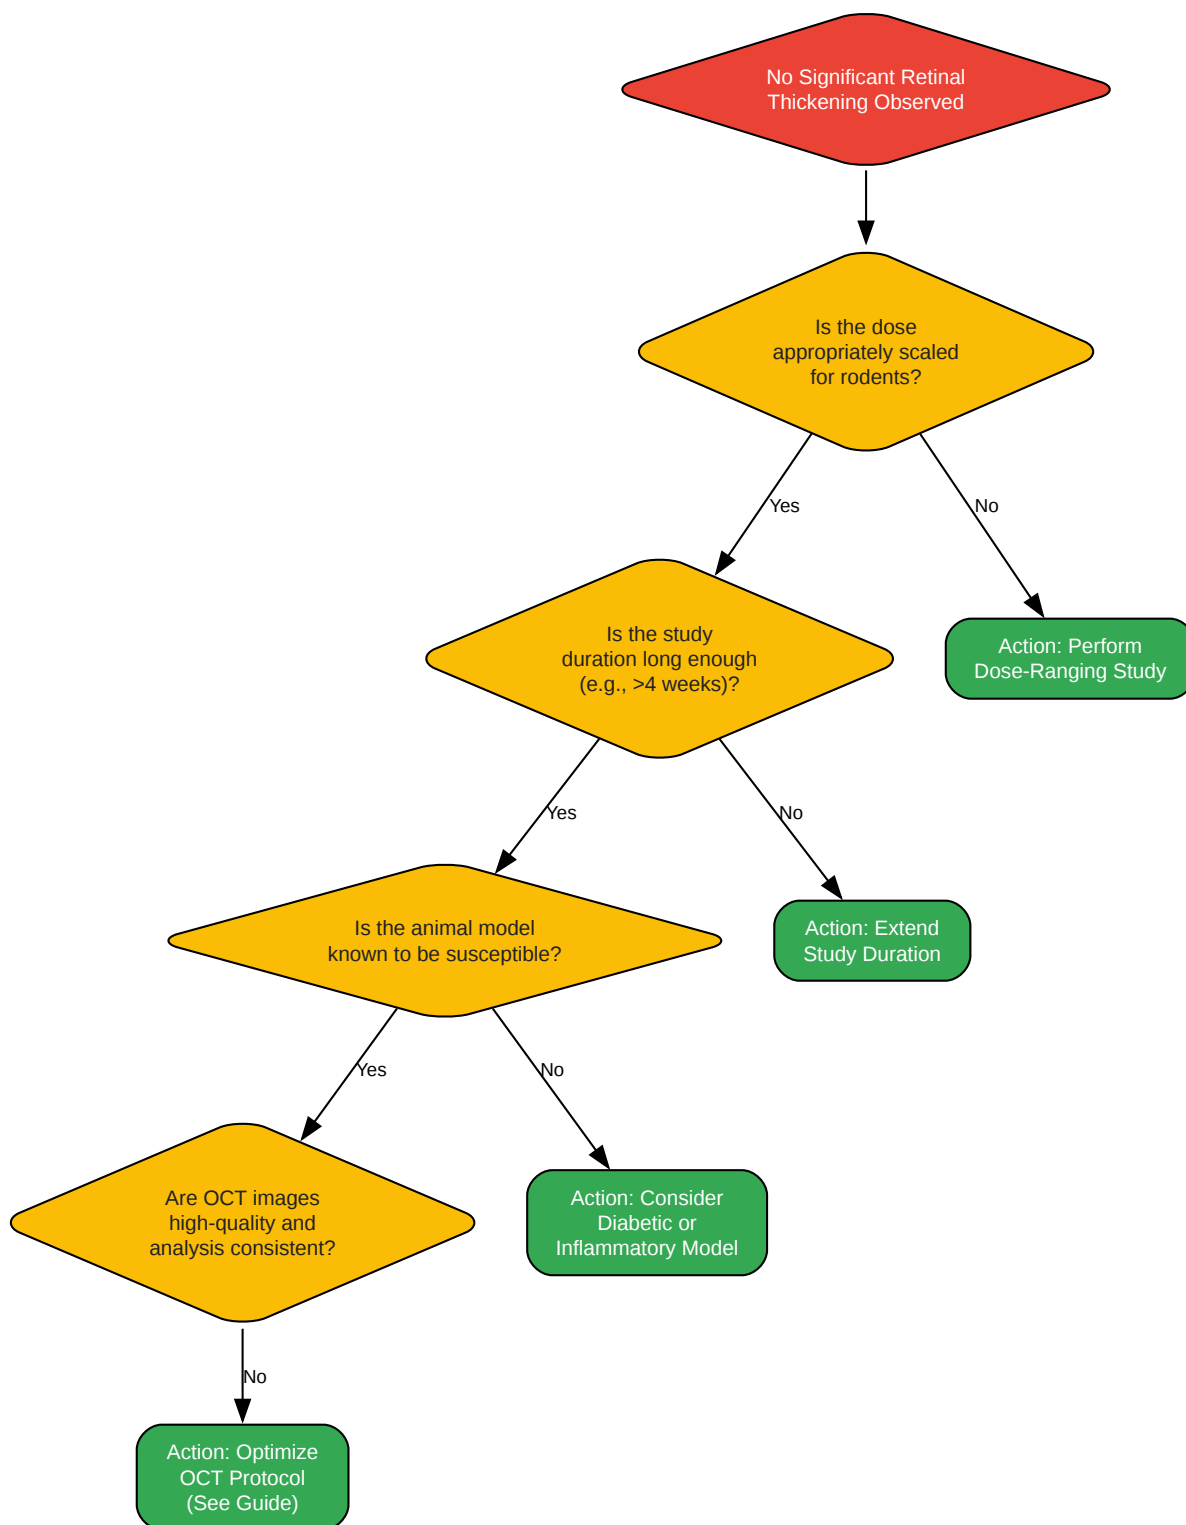 No Significant Retinal
Thickening Observed
Is the dose
appropriately scaled
for rodents?
Yes
No
Is the study
duration long enough
(e.g., >4 weeks)?
Action: Perform
Dose-Ranging Study
Yes
No
Is the animal model
known to be susceptible?
Action: Extend
Study Duration
Yes
No
Are OCT images
high-quality and
analysis consistent?
Action: Consider
Diabetic or
Inflammatory Model
No
Action: Optimize
OCT Protocol
(See Guide)